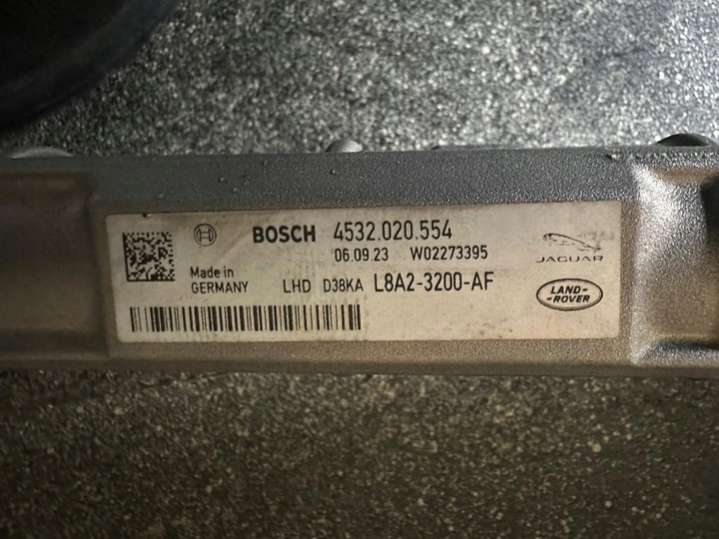 BOSCH 4532.020.554
06.09.23 W02273395
Made in
GERMANY
LHD D38KA L8A2-3200-AF
JAGUAR
LAND-
ROVER